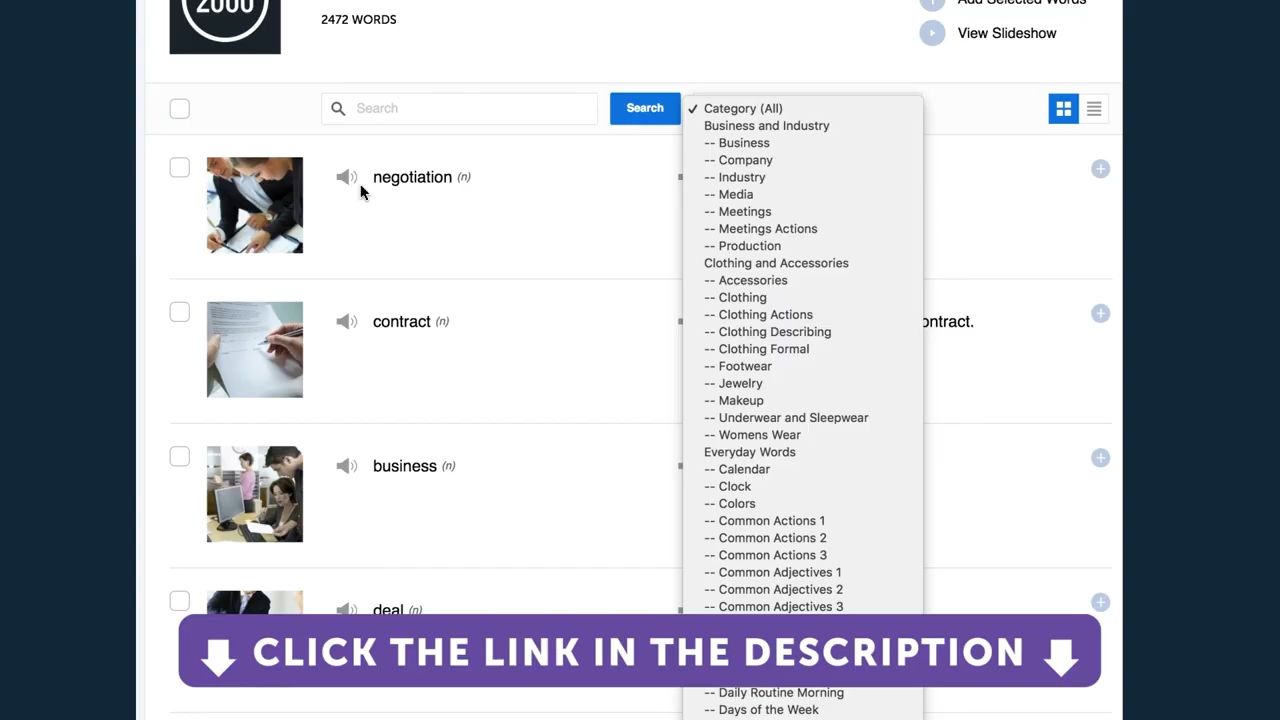 2000
2472 WORDS
Add Selected Words
View Slideshow
Search
Search
✓ Category (All)
Business and Industry
-- Business
-- Company
-- Industry
-- Media
-- Meetings
-- Meetings Actions
-- Production
Clothing and Accessories
-- Accessories
-- Clothing
-- Clothing Actions
-- Clothing Describing
-- Clothing Formal
-- Footwear
-- Jewelry
-- Makeup
-- Underwear and Sleepwear
-- Womens Wear
Everyday Words
-- Calendar
-- Clock
-- Colors
-- Common Actions 1
-- Common Actions 2
-- Common Actions 3
-- Common Adjectives 1
-- Common Adjectives 2
-- Common Adjectives 3
-- Daily Routine Morning
-- Days of the Week
negotiation (n)
contract (n)
ontract.
business (n)
deal (n)
CLICK THE LINK IN THE DESCRIPTION